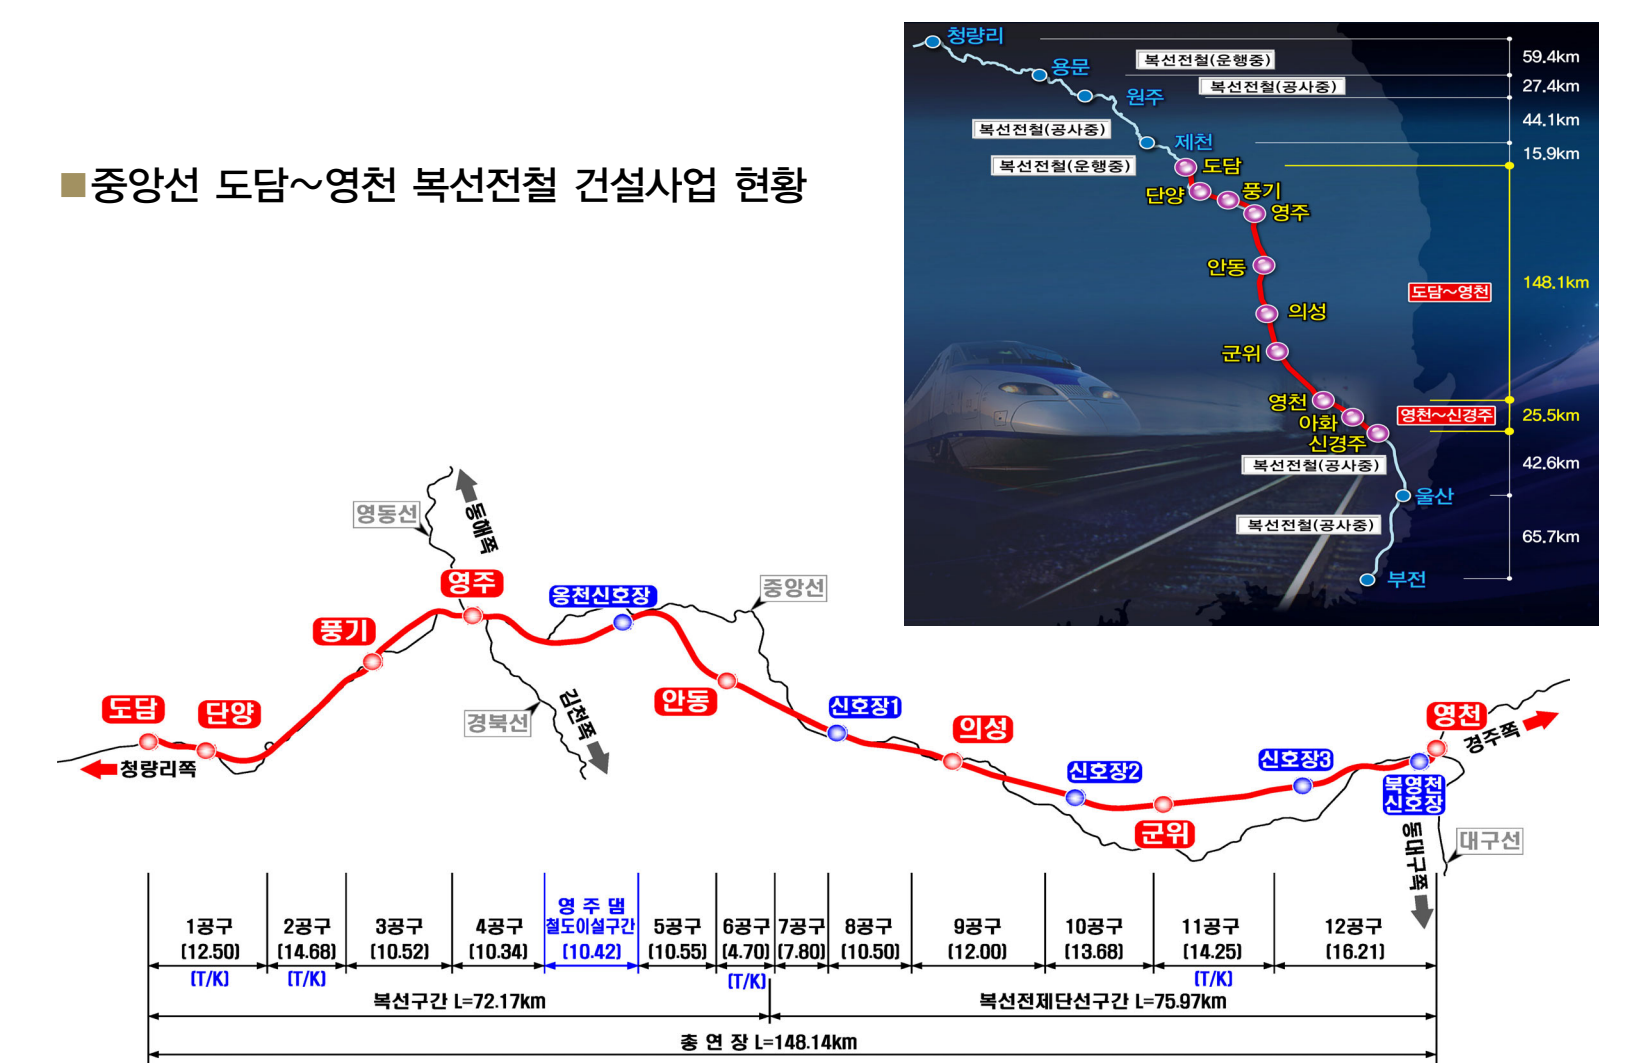 ■중앙선 도담~영천 복선전철 건설사업 현황
청량리
복선전철(운행중)
59.4km
용문
복선전철(공사중)
27.4km
원주
44.1km
복선전철(공사중)
제천
15.9km
복선전철(운행중)
도담
단양
풍기
영주
안동
148.1km
도담~영천
의성
군위
영천
영천~신경주
25.5km
아화
신경주
복선전철(공사중)
42.6km
울산
복선전철(공사중)
65.7km
부전
영동선
동해쪽
영주
옹천신호장
중앙선
풍기
도담
단양
안동
김천쪽
경북선
신호장1
의성
영천
경주쪽
청량리쪽
신호장2
신호장3
북영천
신호장
군위
동대구쪽
대구선
1공구
(12.50)
(T/K)
2공구
(14.68)
(T/K)
3공구
(10.52)
4공구
(10.34)
영 주 댐
철도이설구간
(10.42)
5공구
(10.55)
6공구
(4.70)
(T/K)
7공구
(7.80)
8공구
(10.50)
9공구
(12.00)
10공구
(13.68)
11공구
(14.25)
(T/K)
12공구
(16.21)
복선구간 L=72.17km
복선전제단선구간 L=75.97km
총 연 장 L=148.14km